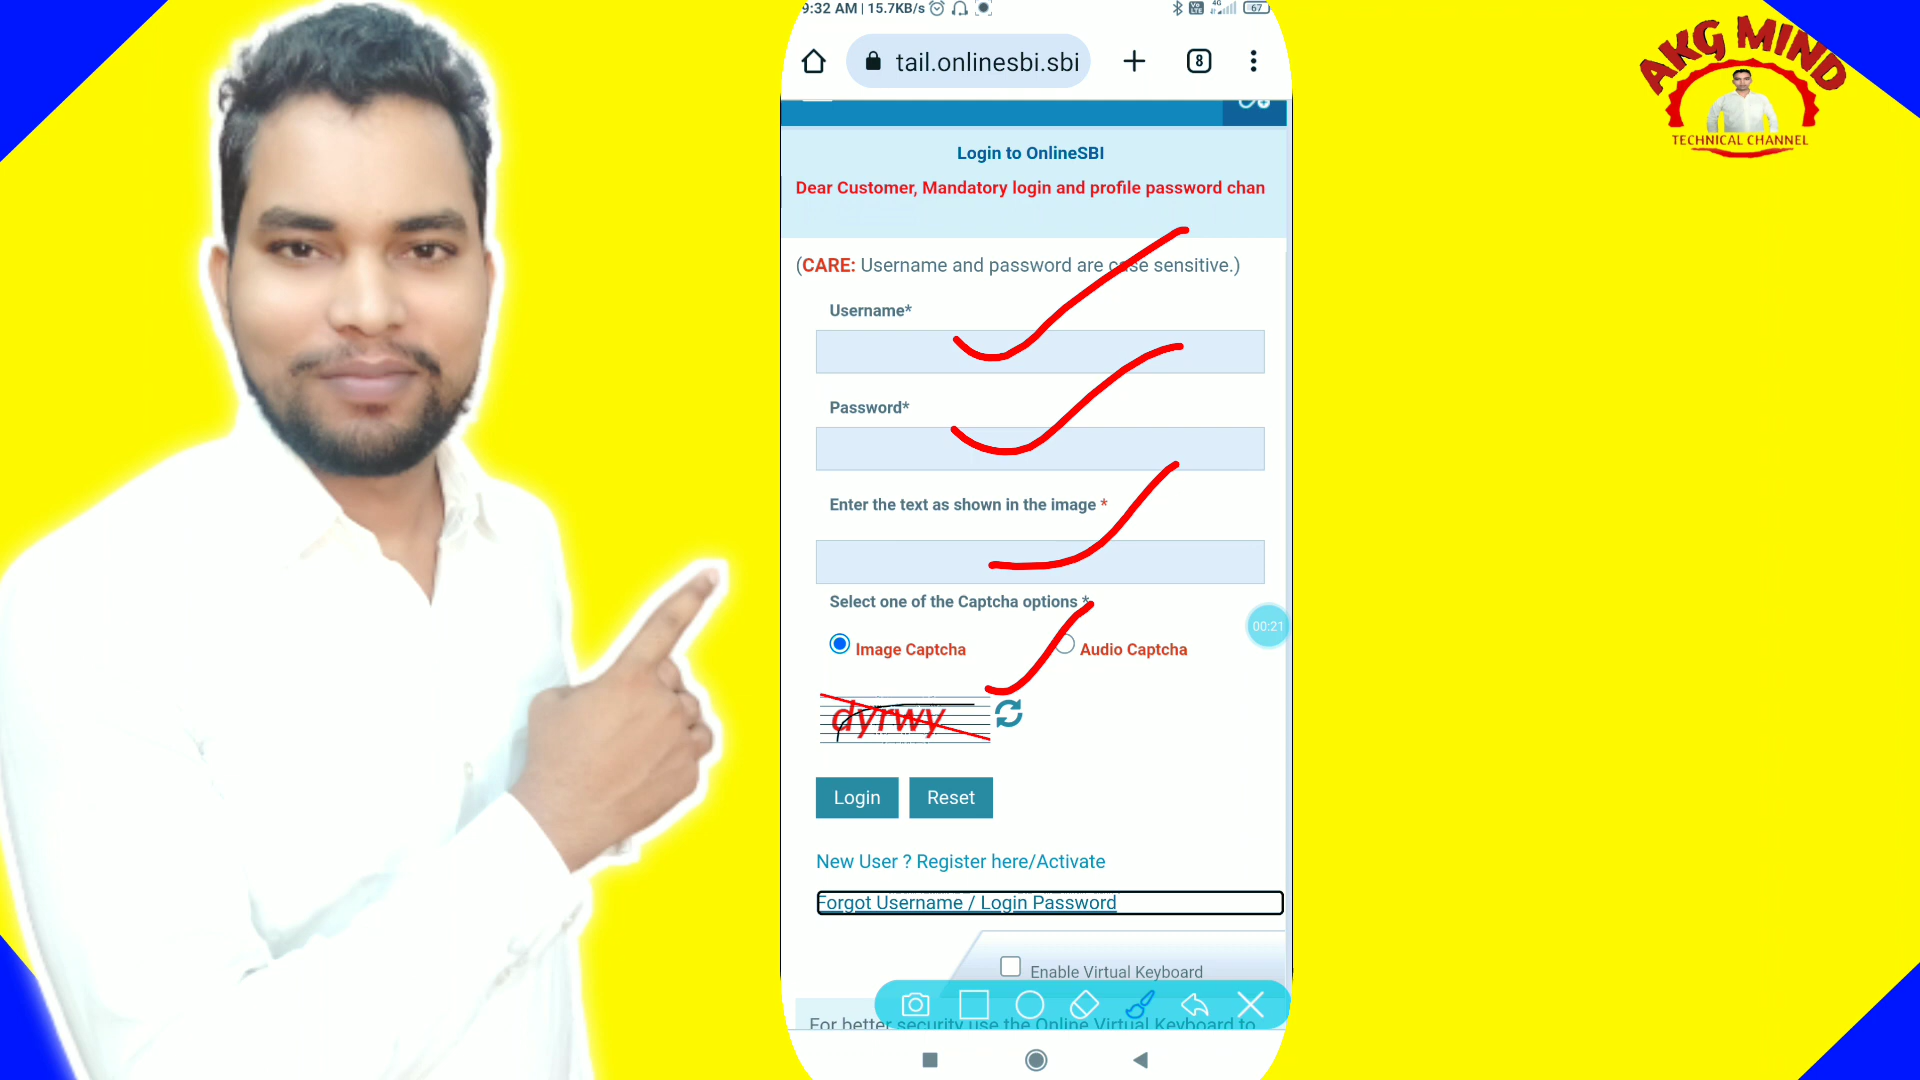 9:32 AM | 15.7KB/s
Vo LTE 4G 67
AKG MIND
TECHNICAL CHANNEL
tail.onlinesbi.sbi
8
Login to OnlineSBI
Dear Customer, Mandatory login and profile password chan
(CARE: Username and password are case sensitive.)
Username*
Password*
Enter the text as shown in the image *
Select one of the Captcha options *
00:21
Image Captcha Audio Captcha
dyrwy
Login Reset
New User ? Register here/Activate
Forgot Username / Login Password
Enable Virtual Keyboard
For better security use the Online Virtual Keyboard to